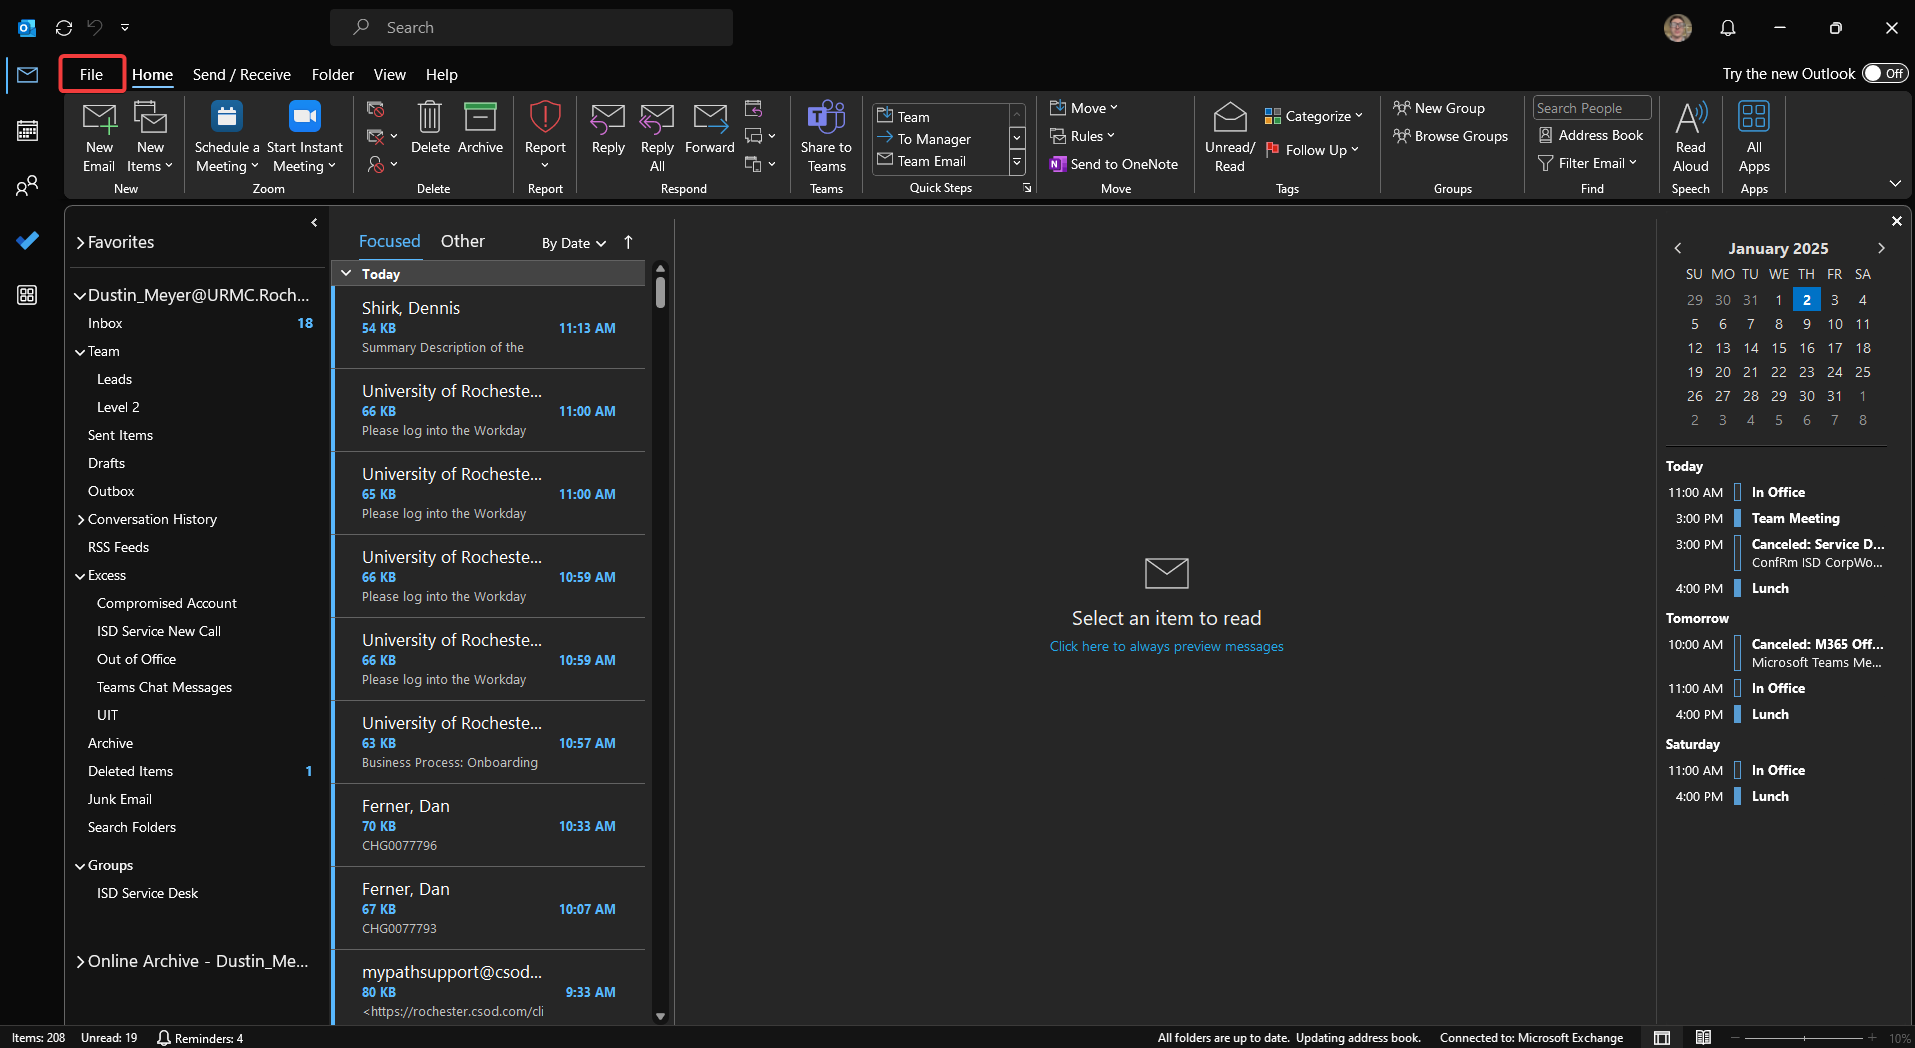 Search
File
Home
Send / Receive
Folder
View
Help
Try the new Outlook
Off
New
Email
New
Items
New
Schedule a
Meeting
Start Instant
Meeting
Zoom
Delete
Archive
Delete
Report
Report
Reply
Reply
All
Forward
Respond
Share to
Teams
Teams
Team
To Manager
Team Email
Quick Steps
Move
Rules
Send to OneNote
Move
Unread/
Read
Categorize
Follow Up
Tags
New Group
Browse Groups
Groups
Search People
Address Book
Filter Email
Find
Read
Aloud
Speech
All
Apps
Apps
Favorites
Dustin_Meyer@URMC.Roch...
Inbox 18
Team
Leads
Level 2
Sent Items
Drafts
Outbox
Conversation History
RSS Feeds
Excess
Compromised Account
ISD Service New Call
Out of Office
Teams Chat Messages
UIT
Archive
Deleted Items 1
Junk Email
Search Folders
Groups
ISD Service Desk
Online Archive - Dustin_Me...
Focused Other By Date
Today
Shirk, Dennis
54 KB 11:13 AM
Summary Description of the
University of Rocheste...
66 KB 11:00 AM
Please log into the Workday
University of Rocheste...
65 KB 11:00 AM
Please log into the Workday
University of Rocheste...
66 KB 10:59 AM
Please log into the Workday
University of Rocheste...
66 KB 10:59 AM
Please log into the Workday
University of Rocheste...
63 KB 10:57 AM
Business Process: Onboarding
Ferner, Dan
70 KB 10:33 AM
CHG0077796
Ferner, Dan
67 KB 10:07 AM
CHG0077793
mypathsupport@csod...
80 KB 9:33 AM
<https://rochester.csod.com/cli
Select an item to read
Click here to always preview messages
January 2025
SU MO TU WE TH FR SA
29 30 31 1 2 3 4
5 6 7 8 9 10 11
12 13 14 15 16 17 18
19 20 21 22 23 24 25
26 27 28 29 30 31 1
2 3 4 5 6 7 8
Today
11:00 AM In Office
3:00 PM Team Meeting
3:00 PM Canceled: Service D...
ConfRm ISD CorpWo...
4:00 PM Lunch
Tomorrow
10:00 AM Canceled: M365 Off...
Microsoft Teams Me...
11:00 AM In Office
4:00 PM Lunch
Saturday
11:00 AM In Office
4:00 PM Lunch
Items: 208 Unread: 19 Reminders: 4
All folders are up to date. Updating address book. Connected to: Microsoft Exchange 10%